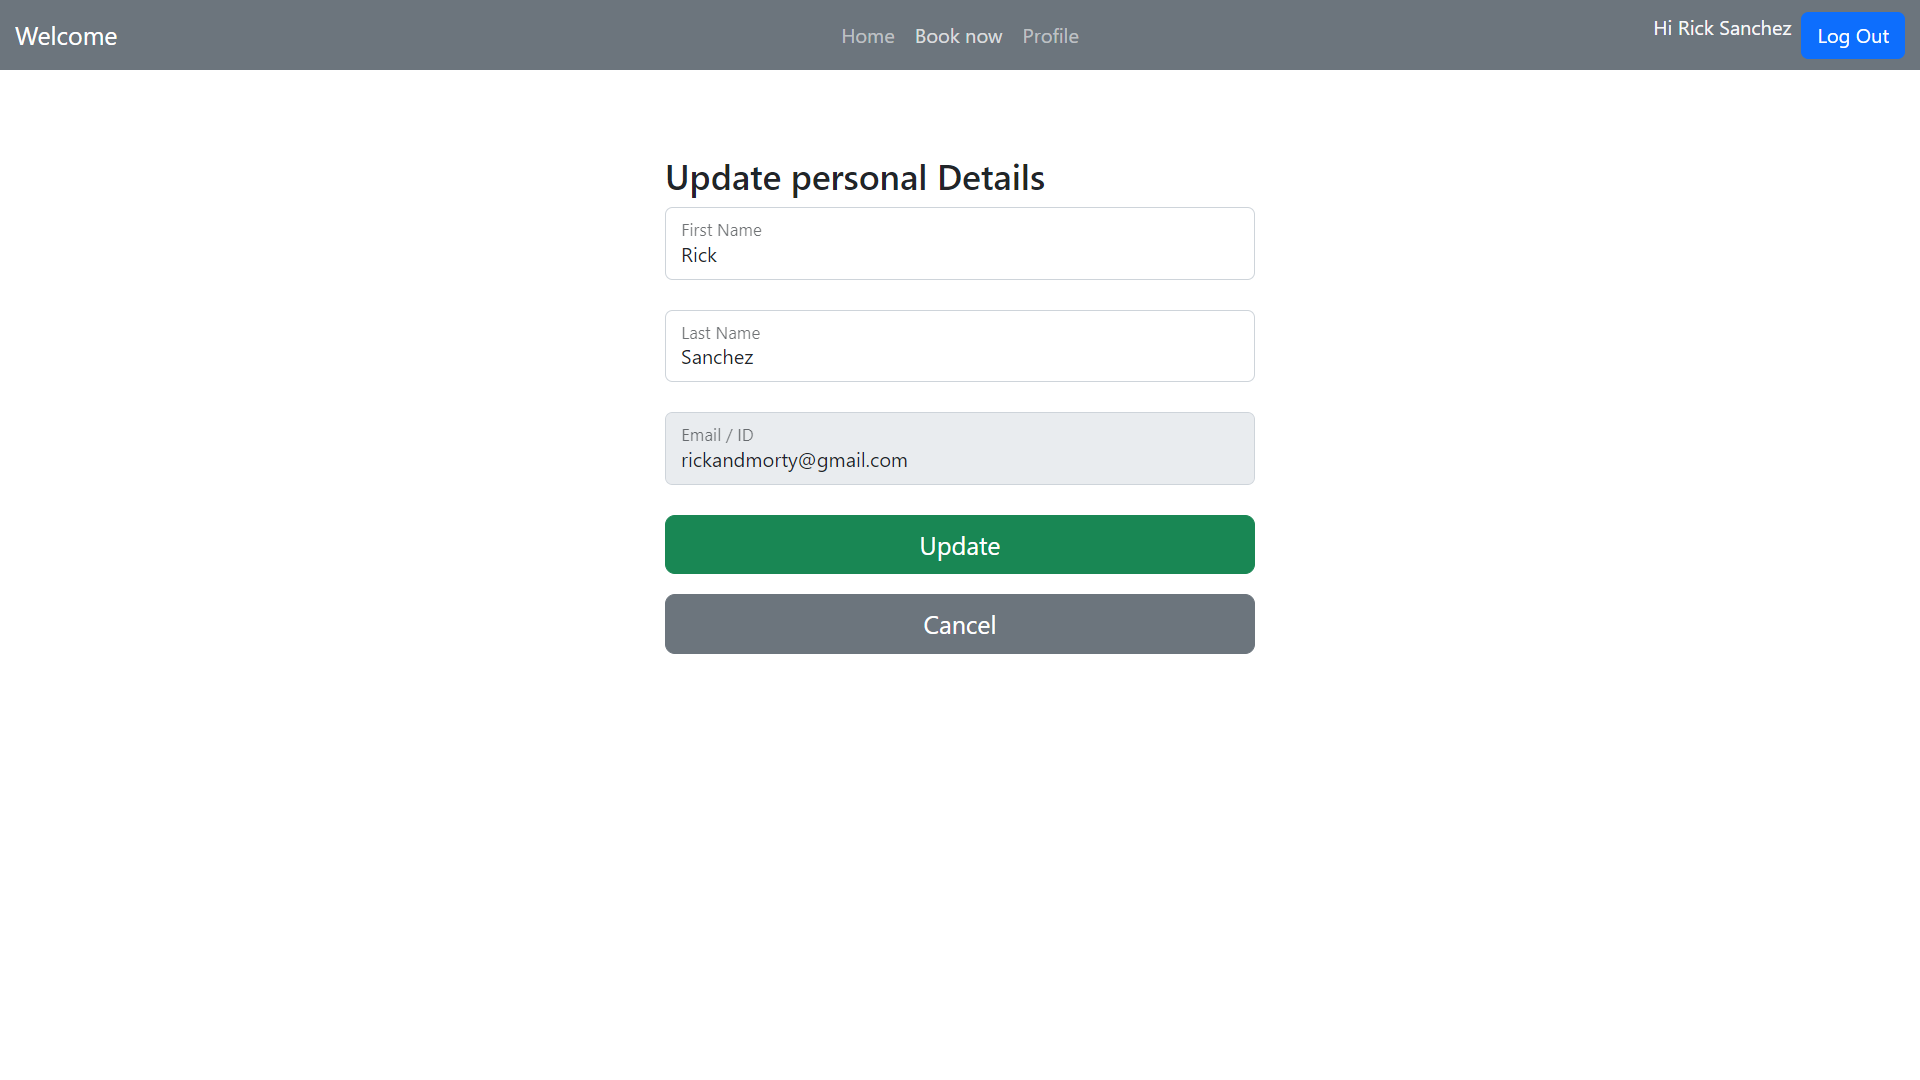 Welcome
Home Book now Profile
Hi Rick Sanchez
Log Out
Update personal Details
First Name
Rick
Last Name
Sanchez
Email / ID
rickandmorty@gmail.com
Update
Cancel